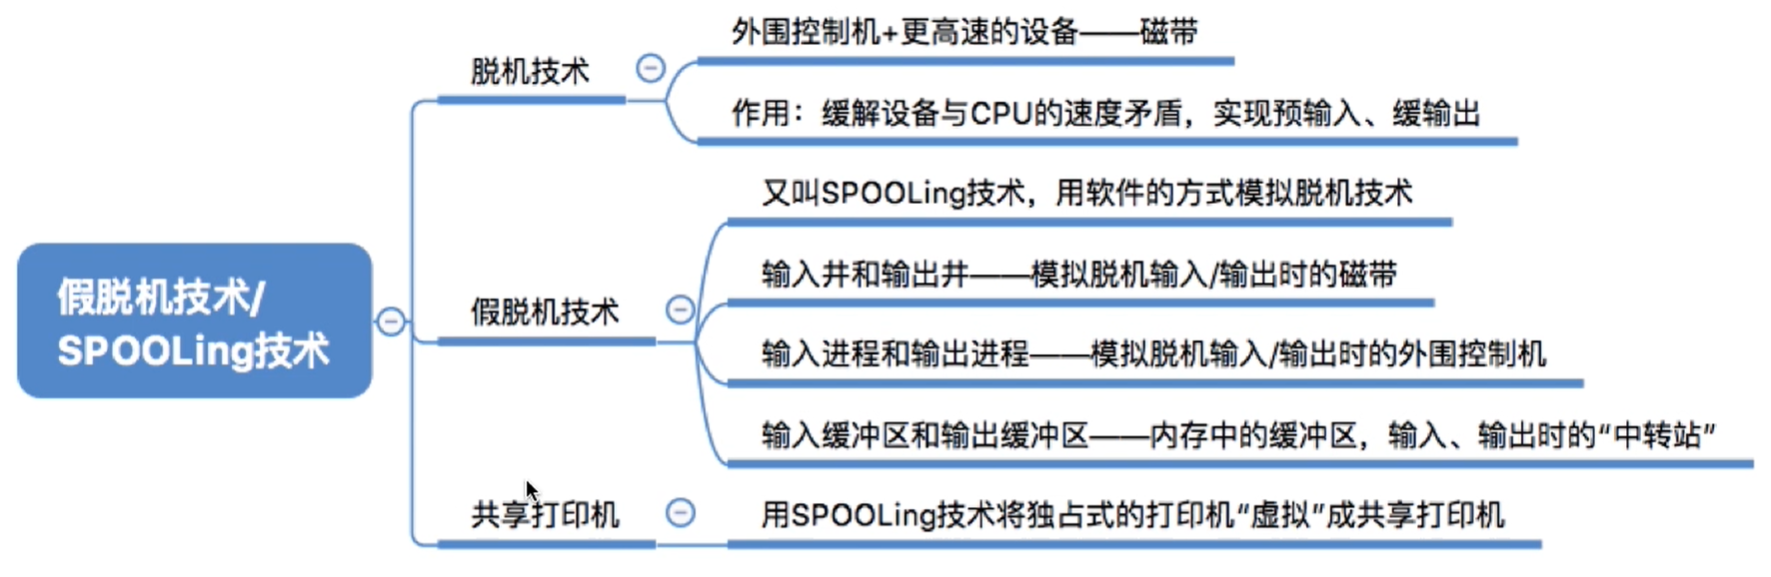 外围控制机+更高速的设备——磁带
脱机技术
作用：缓解设备与CPU的速度矛盾，实现预输入、缓输出
又叫SPOOLing技术，用软件的方式模拟脱机技术
输入井和输出井——模拟脱机输入/输出时的磁带
假脱机技术/
SPOOLing技术
假脱机技术
输入进程和输出进程——模拟脱机输入/输出时的外围控制机
输入缓冲区和输出缓冲区——内存中的缓冲区，输入、输出时的“中转站”
共享打印机
用SPOOLing技术将独占式的打印机“虚拟”成共享打印机